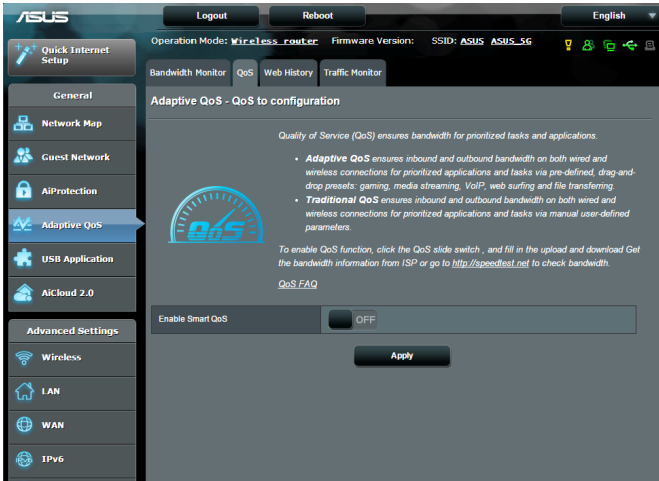 ASUS
Logout
Reboot
English
Quick Internet
Setup
Operation Mode: Wireless router Firmware Version: SSID: ASUS ASUS_5G
Bandwidth Monitor
QoS
Web History
Traffic Monitor
General
Network Map
Guest Network
AiProtection
Adaptive QoS
USB Application
AiCloud 2.0
Advanced Settings
Wireless
LAN
WAN
IPv6
Adaptive QoS - QoS to configuration
QoS
Quality of Service (QoS) ensures bandwidth for prioritized tasks and applications.
• Adaptive QoS ensures inbound and outbound bandwidth on both wired and
wireless connections for prioritized applications and tasks via pre-defined, drag-and-
drop presets: gaming, media streaming, VoIP, web surfing and file transferring.
• Traditional QoS ensures inbound and outbound bandwidth on both wired and
wireless connections for prioritized applications and tasks via manual user-defined
parameters.
To enable QoS function, click the QoS slide switch , and fill in the upload and download Get
the bandwidth information from ISP or go to http://speedtest.net to check bandwidth.
QoS FAQ
Enable Smart QoS
OFF
Apply